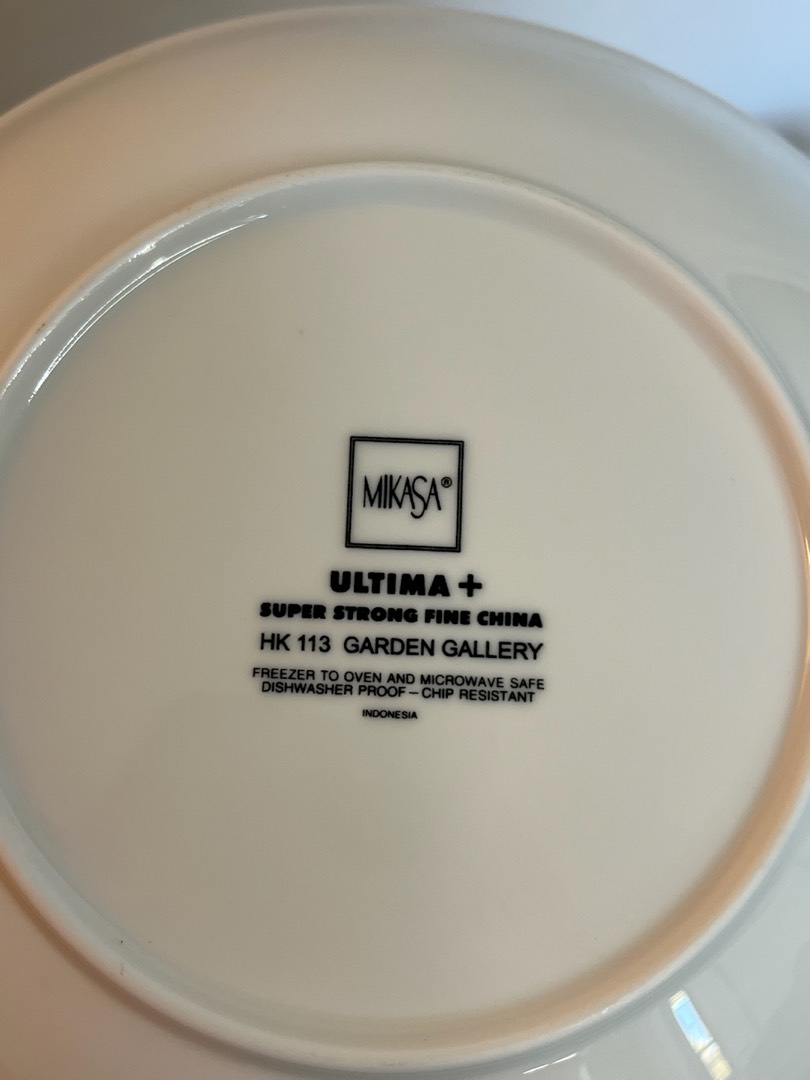 MIKASA®
ULTIMA +
SUPER STRONG FINE CHINA
HK 113 GARDEN GALLERY
FREEZER TO OVEN AND MICROWAVE SAFE
DISHWASHER PROOF – CHIP RESISTANT
INDONESIA